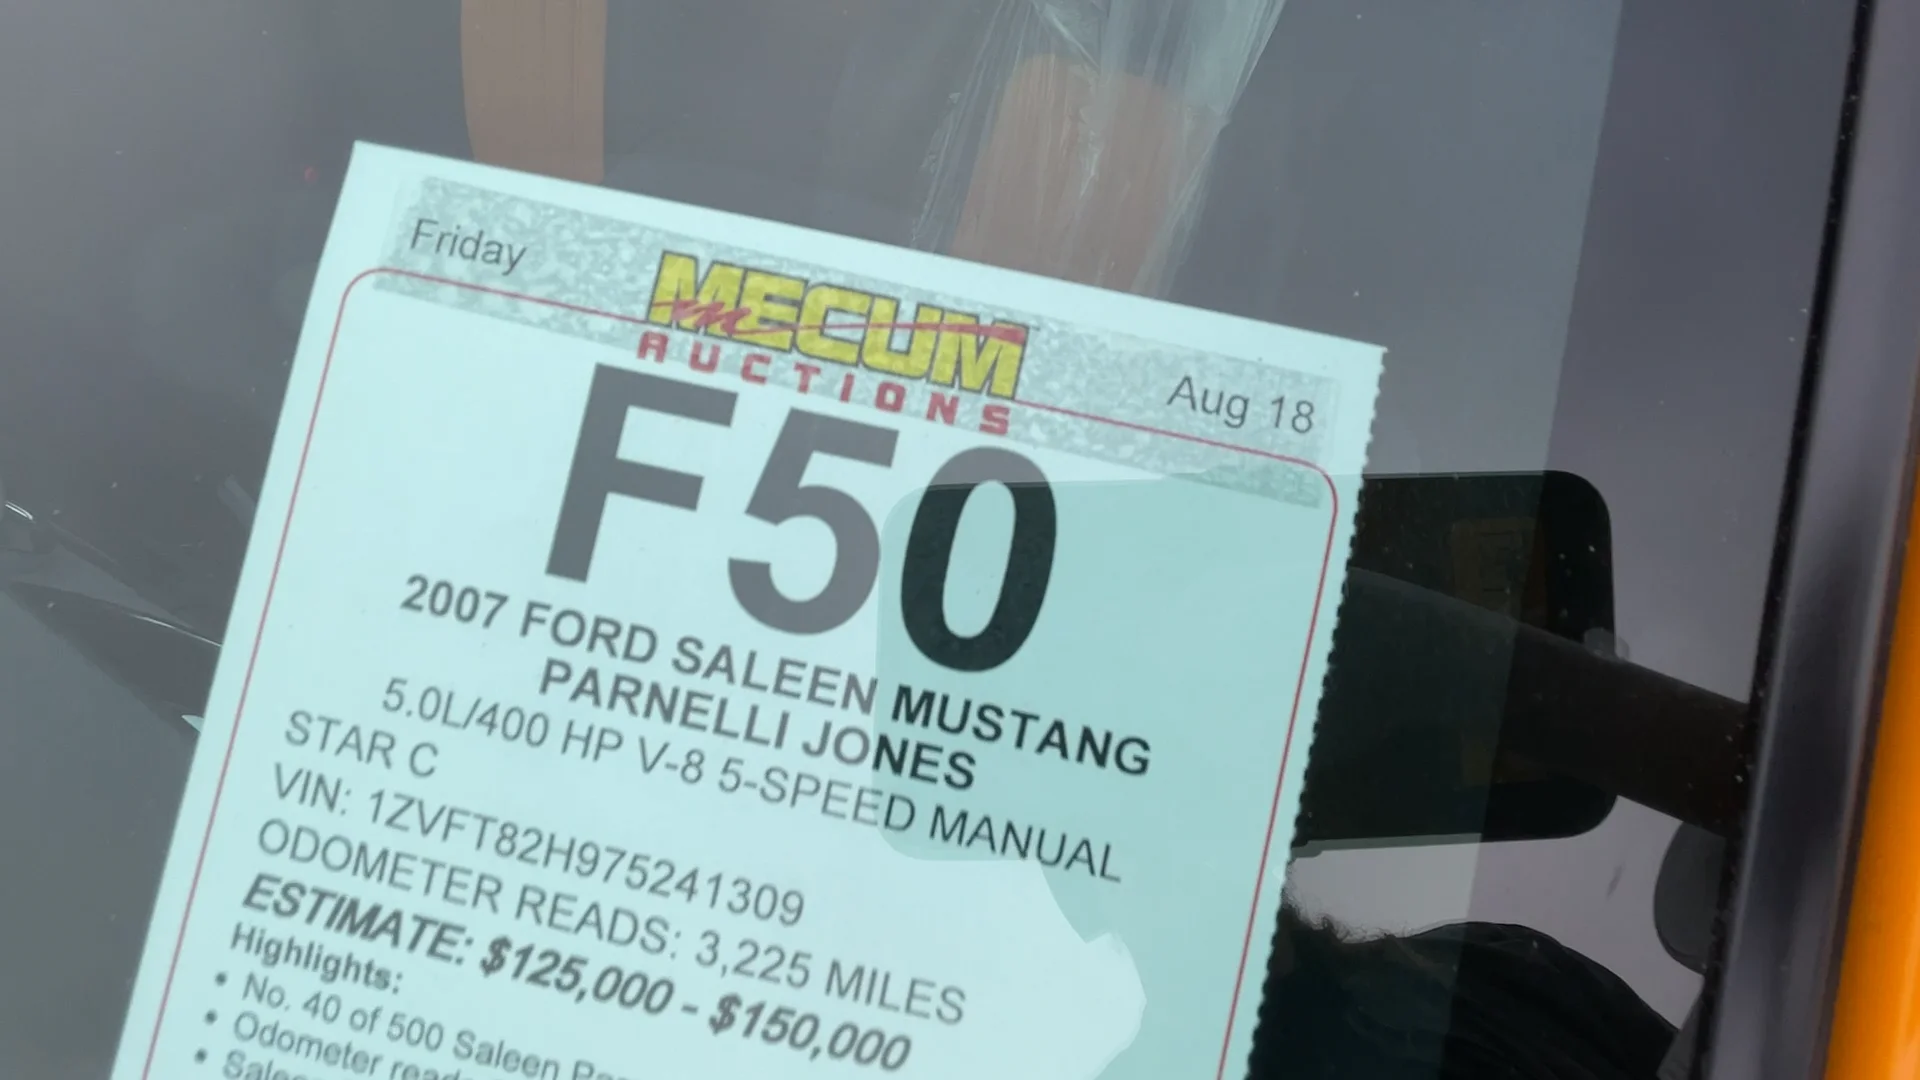 Friday
MECUM
AUCTIONS
Aug 18
F50
2007 FORD SALEEN MUSTANG
PARNELLI JONES
5.0L/400 HP V-8 5-SPEED MANUAL
STAR C
VIN: 1ZVFT82H975241309
ODOMETER READS: 3,225 MILES
ESTIMATE: $125,000 - $150,000
Highlights:
• No. 40 of 500 Saleen
• Odometer